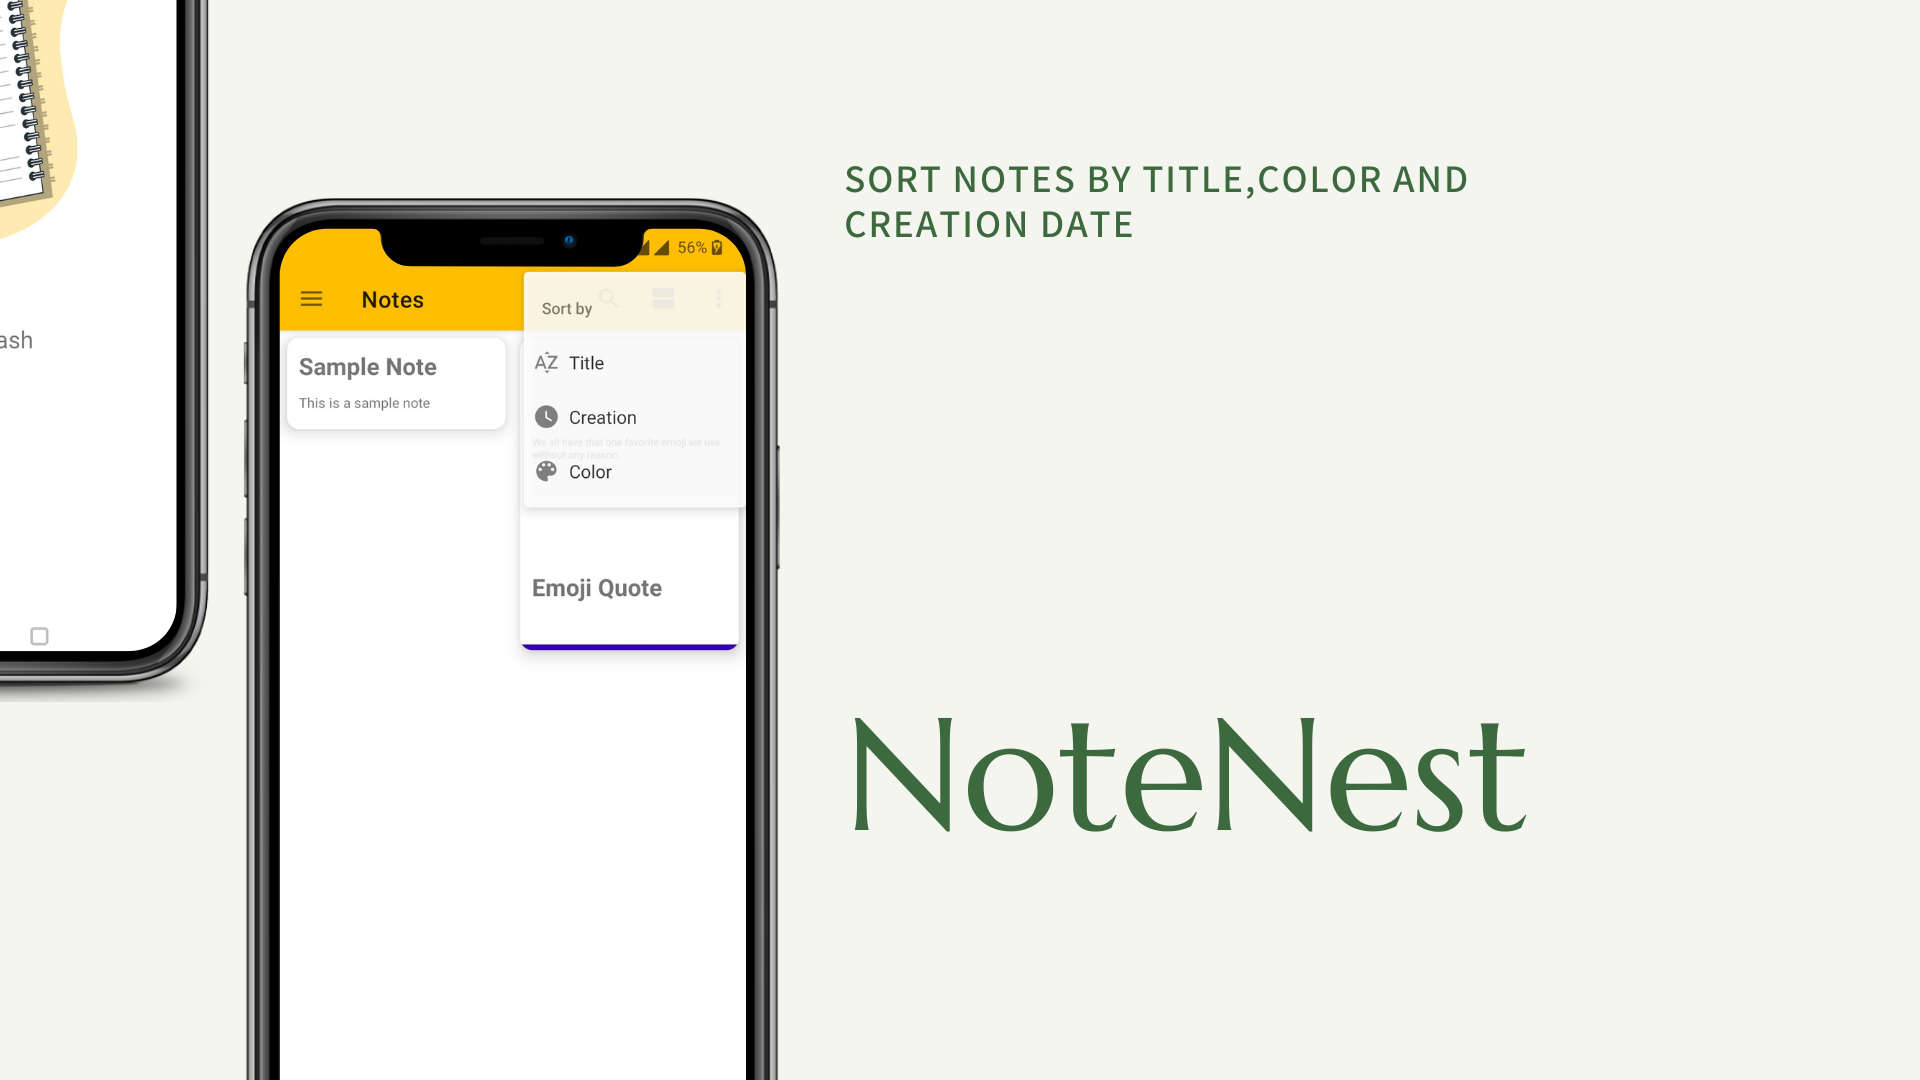 SORT NOTES BY TITLE,COLOR AND
CREATION DATE
ash
56%
Notes
Sort by
Sample Note
This is a sample note
Title
Creation
We all have that one favorite emoji we use
without any reason.
Color
Emoji Quote
NoteNest